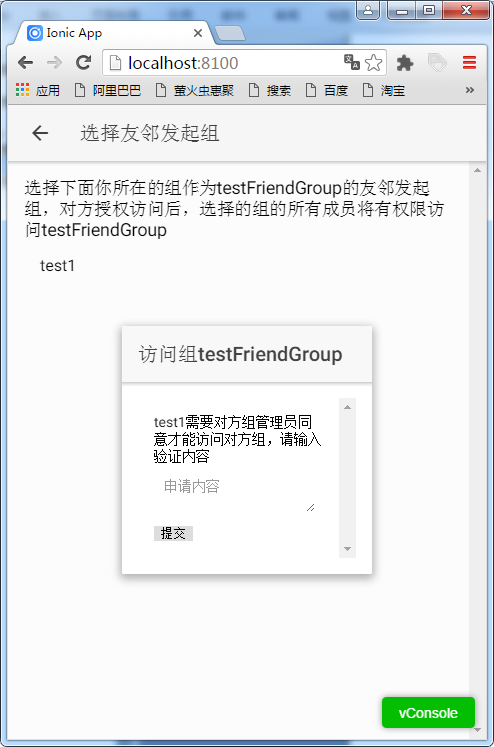 Ionic App
localhost:8100
应用 阿里巴巴 萤火虫惠聚 搜索 百度 淘宝 »
选择友邻发起组
选择下面你所在的组作为testFriendGroup的友邻发起
组，对方授权访问后，选择的组的所有成员将有权限访
问testFriendGroup
test1
访问组testFriendGroup
test1需要对方组管理员同
意才能访问对方组，请输入
验证内容
申请内容
提交
vConsole